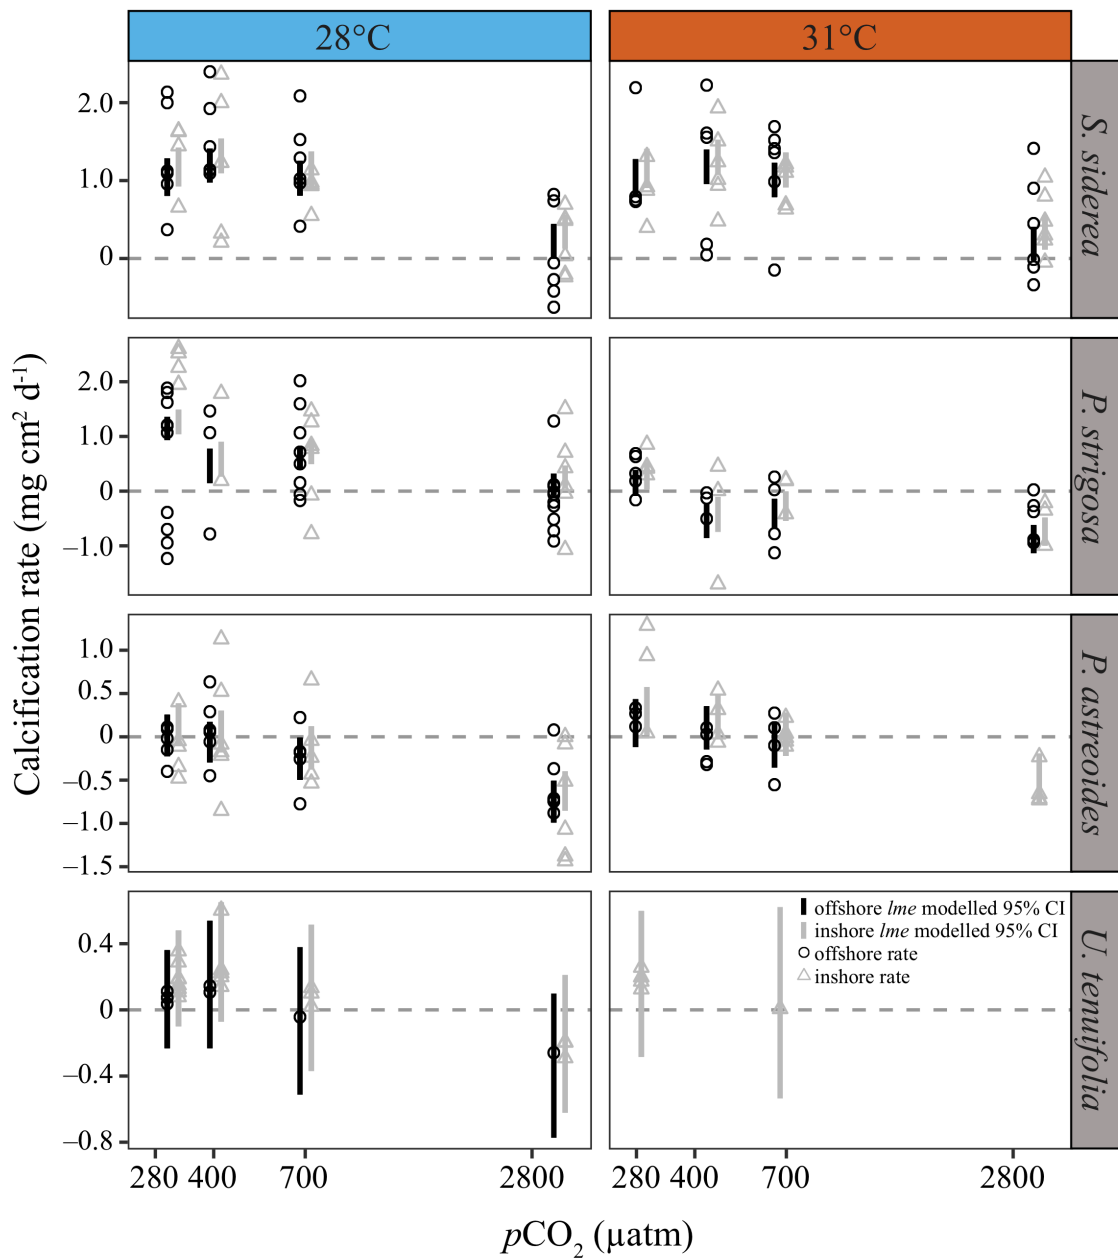 28°C
31°C
2.0
1.0
0
S. siderea
2.0
1.0
0
–1.0
P. strigosa
1.0
0.5
0
–0.5
–1.0
–1.5
P. astreoides
0.4
0
–0.4
–0.8
U. tenuifolia
Calcification rate (mg cm² d⁻¹)
offshore lme modelled 95% CI
inshore lme modelled 95% CI
offshore rate
inshore rate
280 400 700 2800
280 400 700 2800
pCO₂ (µatm)